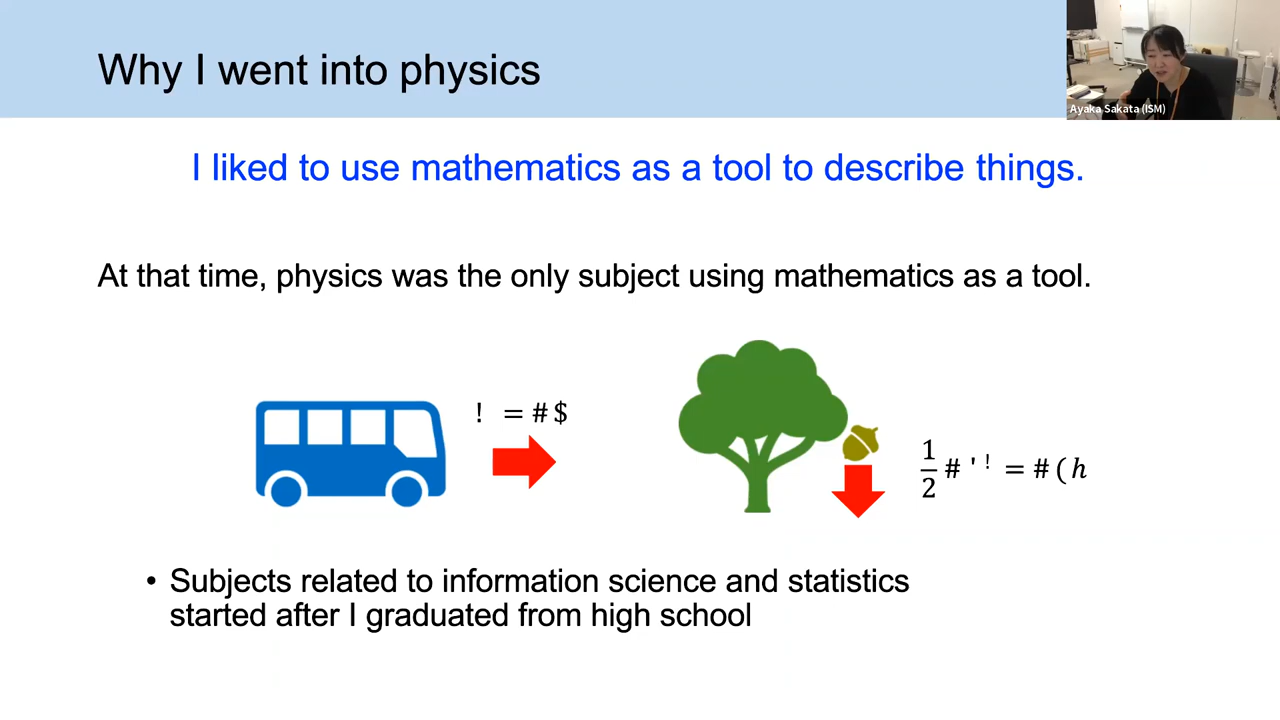 Why I went into physics
Ayaka Sakata (ISM)
I liked to use mathematics as a tool to describe things.
At that time, physics was the only subject using mathematics as a tool.
! = # $
1/2 # ' ! = # ( h
• Subjects related to information science and statistics
started after I graduated from high school